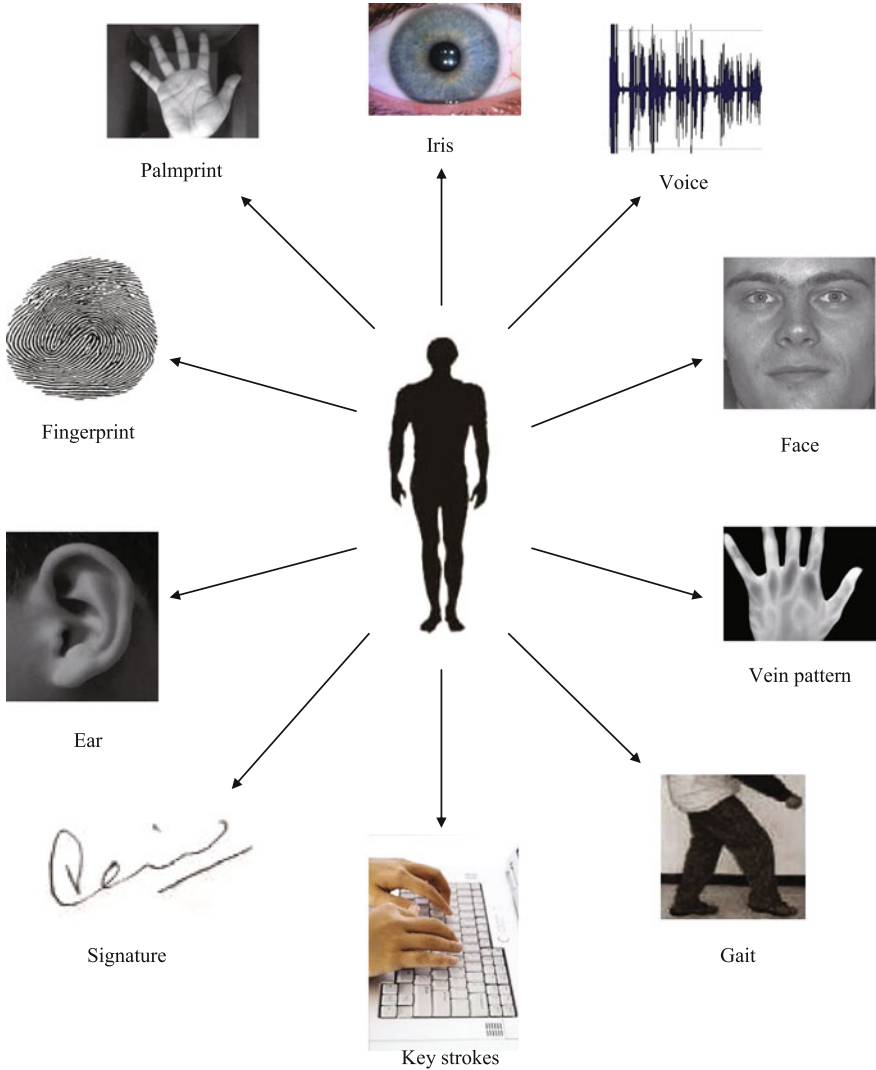 Palmprint
Iris
Voice
Fingerprint
Face
Ear
Vein pattern
Signature
Gait
Key strokes